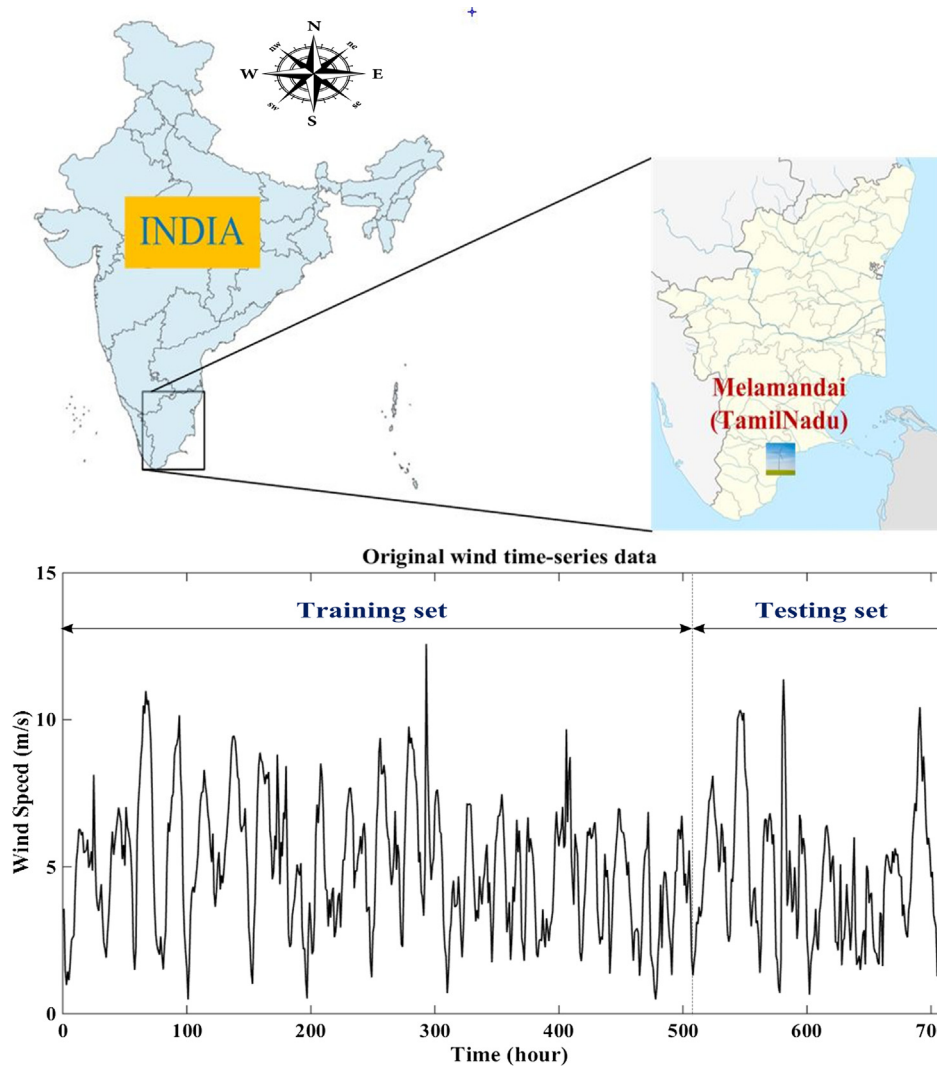 N
nw
ne
W
E
sw
se
S
INDIA
Melamandai
(TamilNadu)
Original wind time-series data
15
Training set
Testing set
10
Wind Speed (m/s)
5
0
0
100
200
300
400
500
600
70
Time (hour)